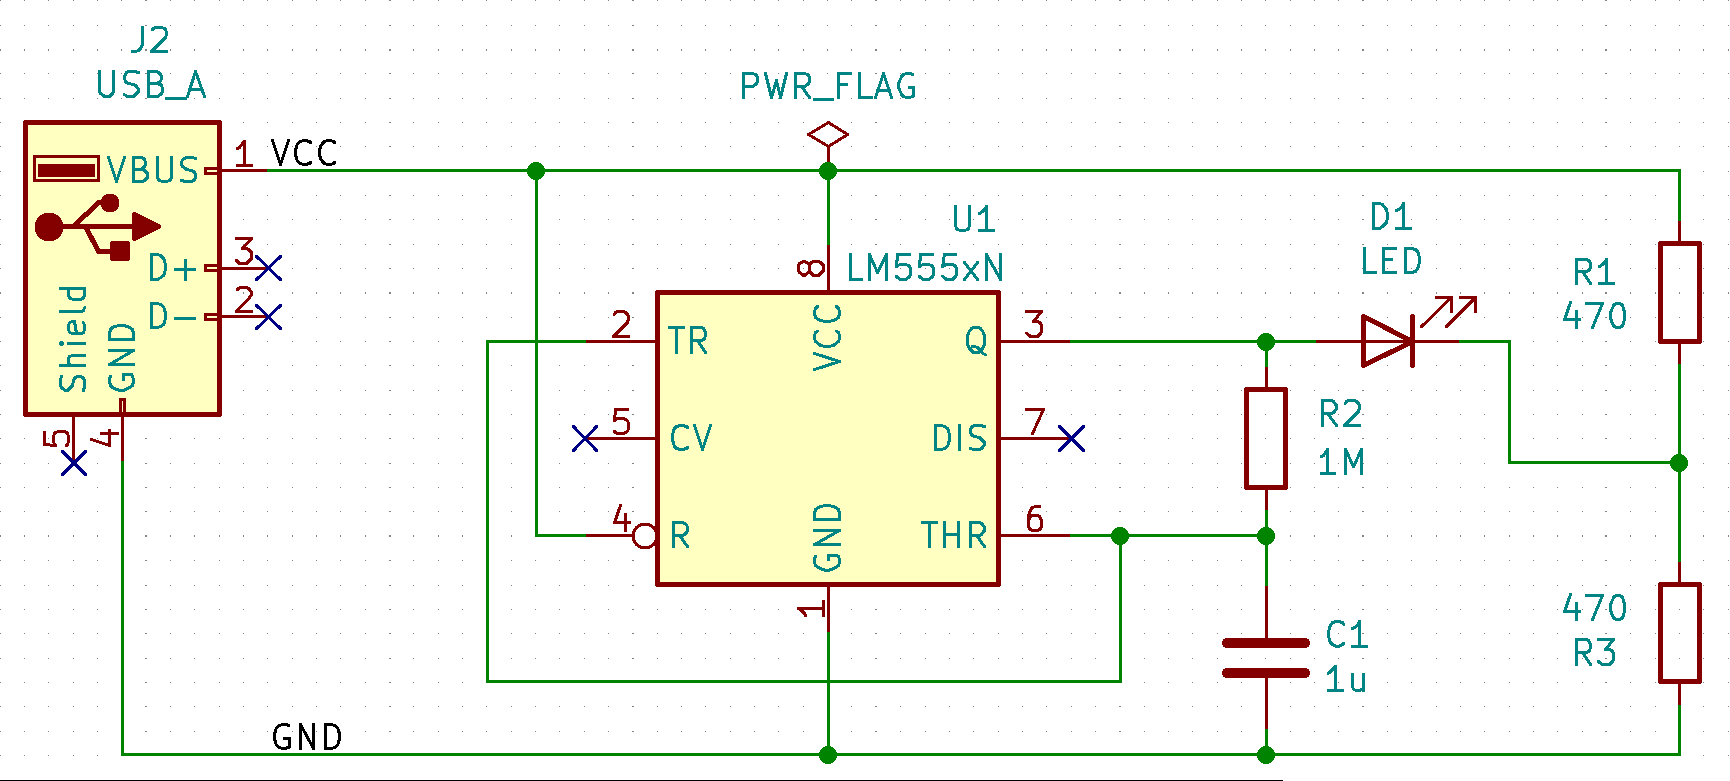 J2
USB_A
VBUS
1
VCC
D+
3
D-
2
Shield
GND
5
4
GND
PWR_FLAG
U1
LM555xN
8
VCC
2
TR
Q
3
5
CV
DIS
7
4
R
GND
THR
6
1
D1
LED
R2
1M
C1
1u
R1
470
470
R3